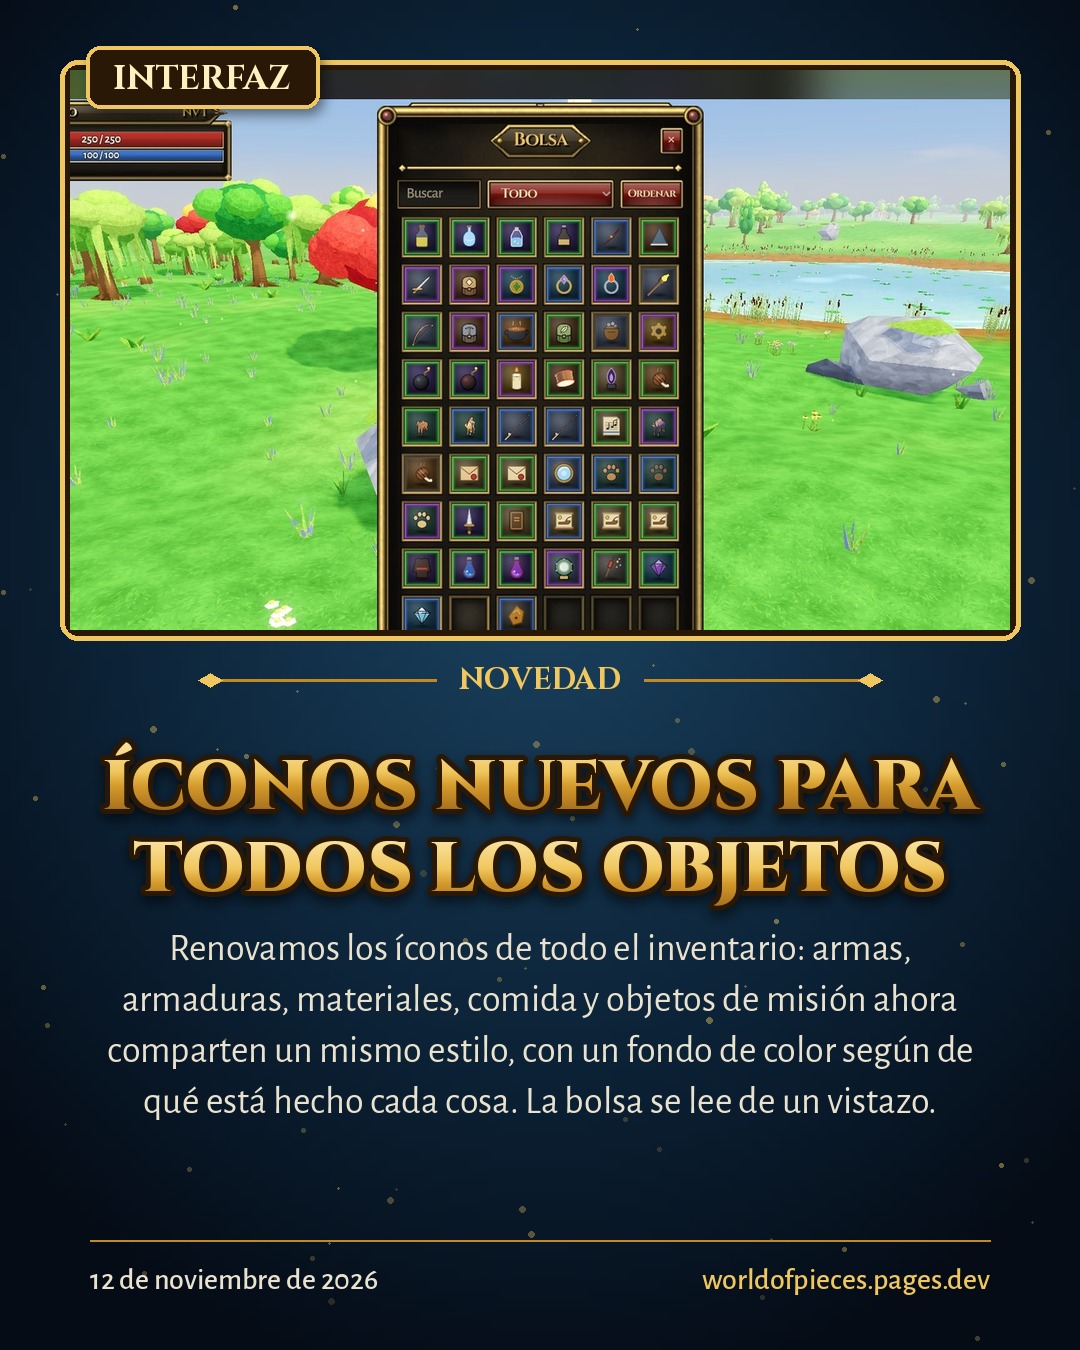 INTERFAZ
NV 1
250/250
100/100
BOLSA
Buscar
TODO
ORDENAR
NOVEDAD
ÍCONOS NUEVOS PARA
TODOS LOS OBJETOS
Renovamos los íconos de todo el inventario: armas,
armaduras, materiales, comida y objetos de misión ahora
comparten un mismo estilo, con un fondo de color según de
qué está hecho cada cosa. La bolsa se lee de un vistazo.
12 de noviembre de 2026
worldofpieces.pages.dev